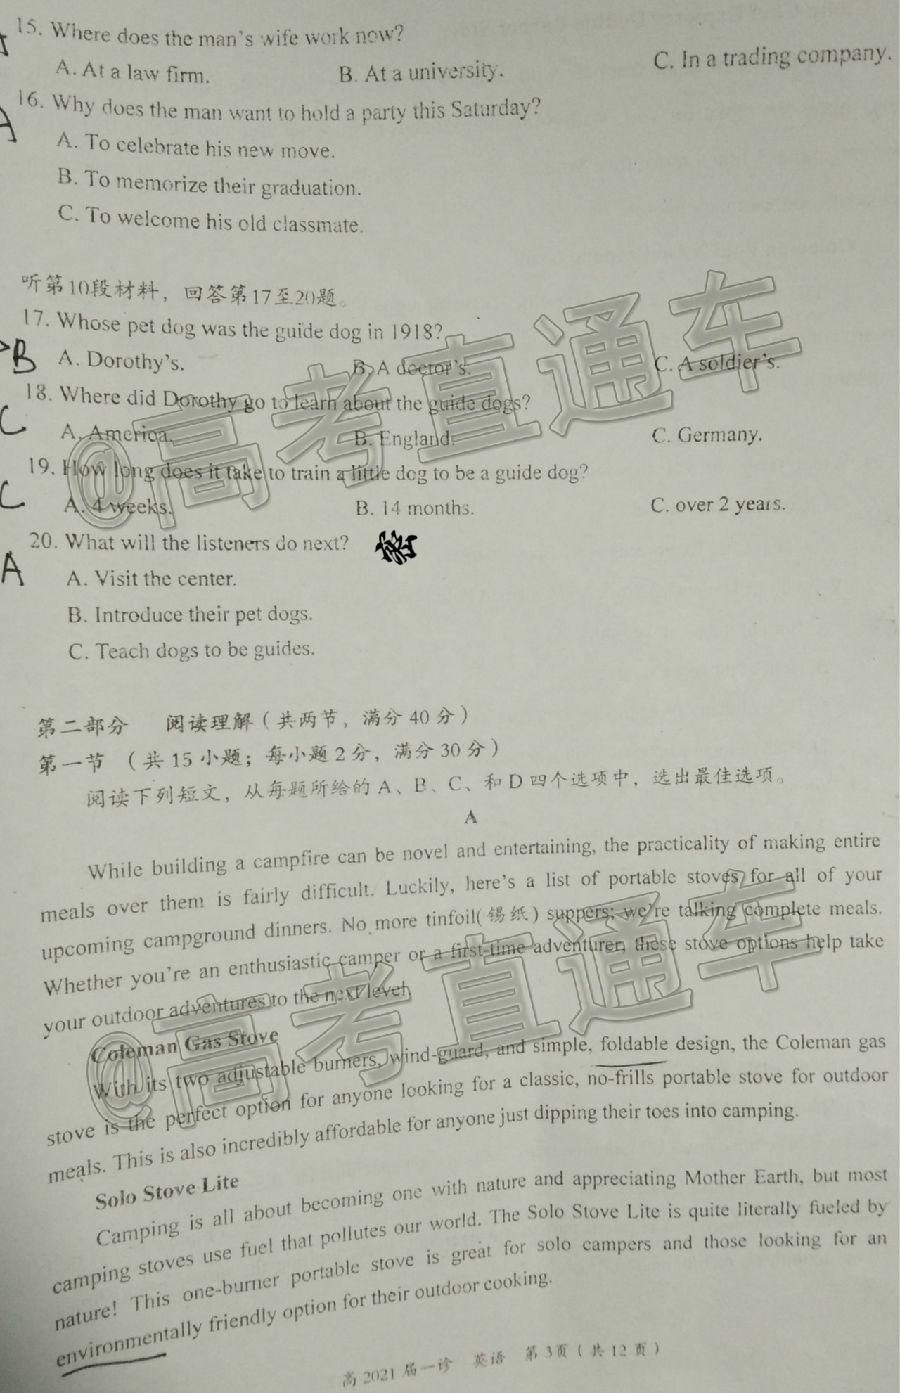 15. Where does the man's wife work now?
A. At a law firm. B. At a university. C. In a trading company.
16. Why does the man want to hold a party this Saturday?
A
A. To celebrate his new move.
B. To memorize their graduation.
C. To welcome his old classmate.
听第10段材料，回答第17至20题。
17. Whose pet dog was the guide dog in 1918?
B A. Dorothy's. B. A doctor's. C. A soldier's.
18. Where did Dorothy go to learn about the guide dogs?
C A. America. B. England. C. Germany.
19. How long does it take to train a little dog to be a guide dog?
C A. 4 weeks. B. 14 months. C. over 2 years.
20. What will the listeners do next?
A A. Visit the center.
B. Introduce their pet dogs.
C. Teach dogs to be guides.
第二部分 阅读理解（共两节，满分 40 分）
第一节 （共 15 小题；每小题 2 分，满分 30 分）
阅读下列短文，从每题所给的 A、B、C、和 D 四个选项中，选出最佳选项。
A
While building a campfire can be novel and entertaining, the practicality of making entire
meals over them is fairly difficult. Luckily, here's a list of portable stoves for all of your
upcoming campground dinners. No more tinfoil(锡纸) suppers; we're talking complete meals.
Whether you're an enthusiastic camper or a first-time adventurer, these stove options help take
your outdoor adventures to the next level.
Coleman Gas Stove
With its two adjustable burners, wind-guard, and simple, foldable design, the Coleman gas
stove is the perfect option for anyone looking for a classic, no-frills portable stove for outdoor
meals. This is also incredibly affordable for anyone just dipping their toes into camping.
Solo Stove Lite
Camping is all about becoming one with nature and appreciating Mother Earth, but most
camping stoves use fuel that pollutes our world. The Solo Stove Lite is quite literally fueled by
nature! This one-burner portable stove is great for solo campers and those looking for an
environmentally friendly option for their outdoor cooking.
高 2021 届一诊 英语 第 3页（共 12 页）
@高考直通车
@高考直通车